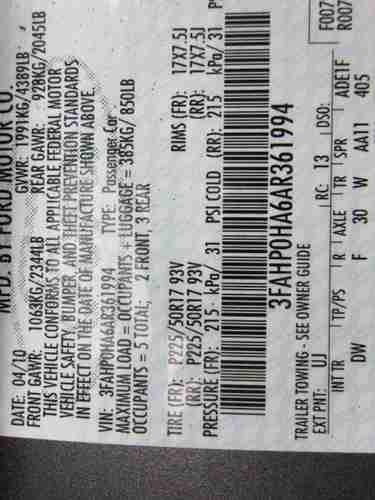 MFD. BY FORD MOTOR CO.
DATE: 04/10 GVWR: 1991KG/4389LB
FRONT GAWR: 1063KG/2344LB REAR GAWR: 928KG/2045LB
THIS VEHICLE CONFORMS TO ALL APPLICABLE FEDERAL MOTOR
VEHICLE SAFETY, BUMPER, AND THEFT PREVENTION STANDARDS
IN EFFECT ON THE DATE OF MANUFACTURE SHOWN ABOVE.
VIN: 3FAHP0HA6AR361994 TYPE: Passenger Car
MAXIMUM LOAD = OCCUPANTS + LUGGAGE = 385KG/ 850LB
OCCUPANTS = 5 TOTAL; 2 FRONT, 3 REAR
TIRE (FR): P225/50R17 93V RIMS (FR): 17X7.5J
(RR): P225/50R17 93V (RR): 17X7.5J
PRESSURE (FR): 215 kPa/ 31 PSI COLD (RR): 215 kPa/ 31
3FAHP0HA6AR361994
TRAILER TOWING - SEE OWNER GUIDE F007
EXT PNT: UJ RC: 13 DSO: R007
INT TR TP/PS R AXLE TR SPR ADETF
DW F 30 W AA11 405